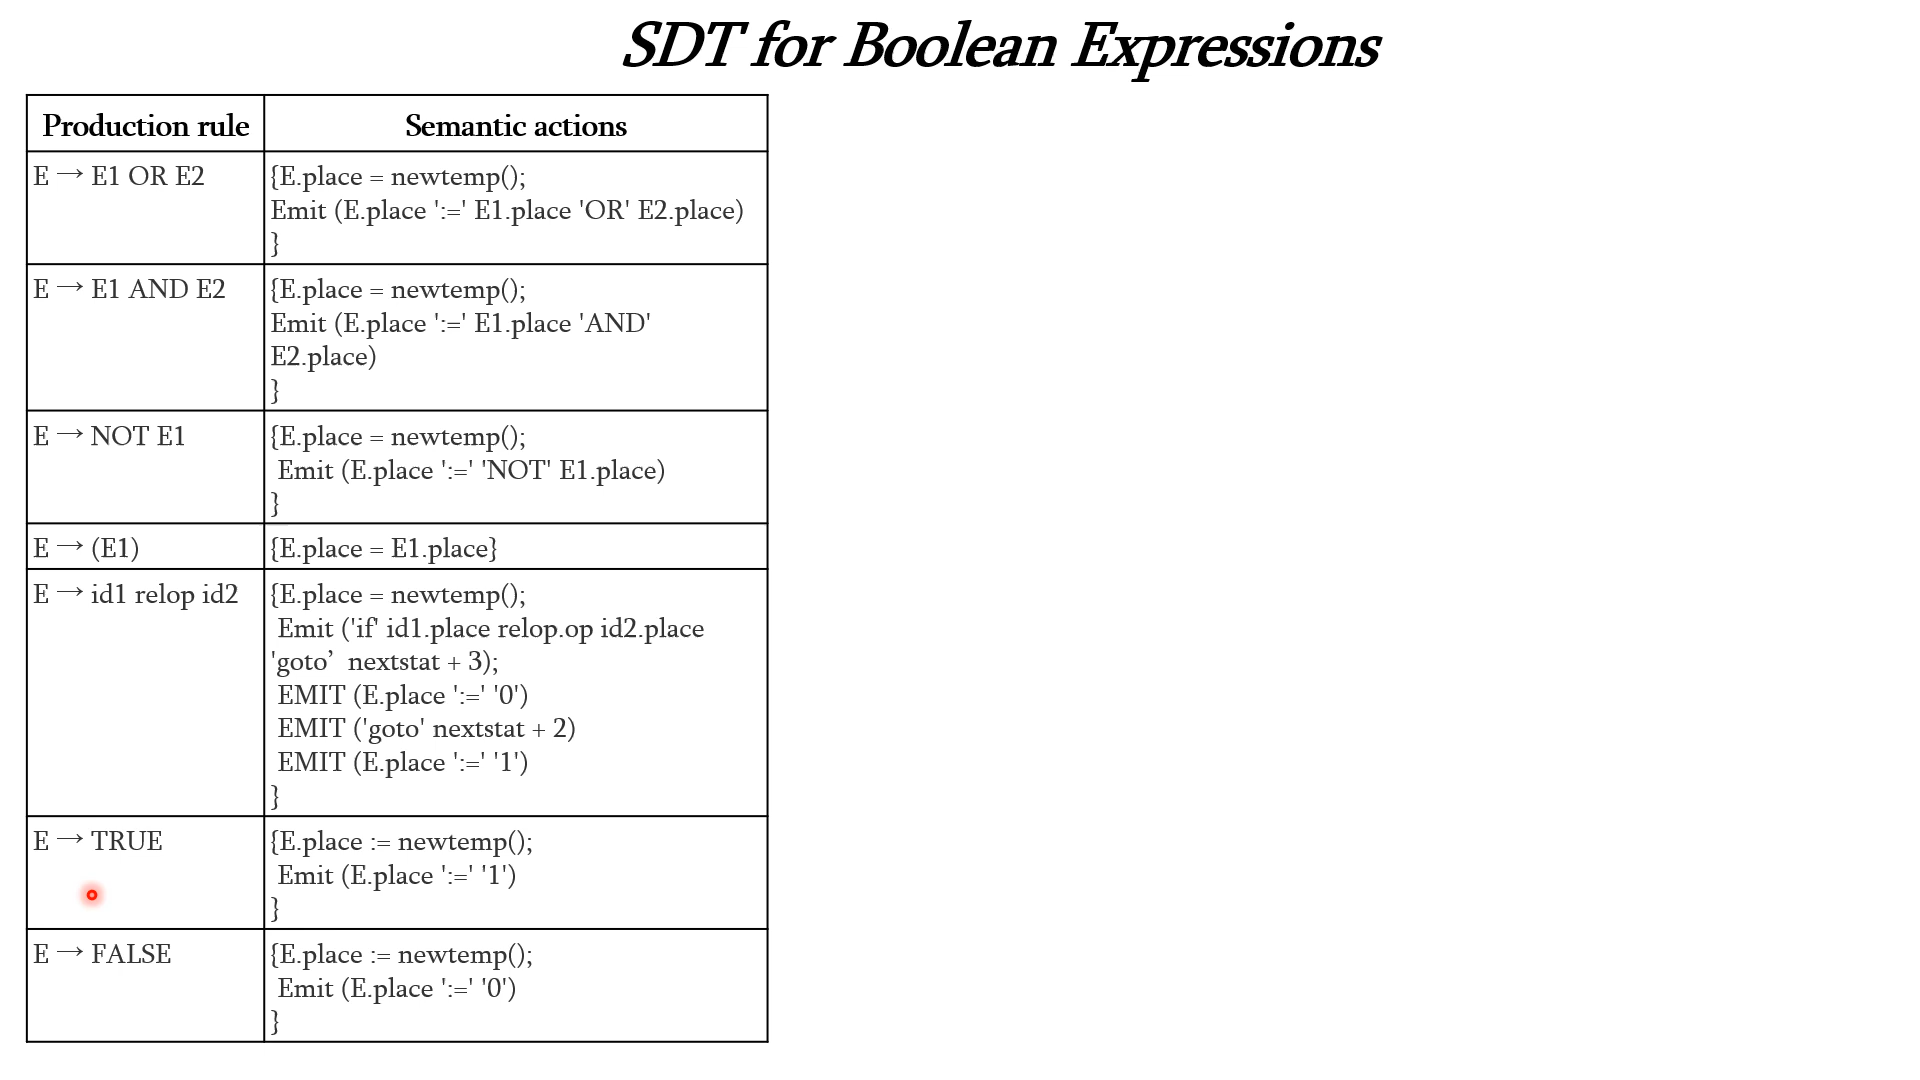 SDT for Boolean Expressions
Production rule
Semantic actions
E → E1 OR E2
{E.place = newtemp();
Emit (E.place ':=' E1.place 'OR' E2.place)
}
E → E1 AND E2
{E.place = newtemp();
Emit (E.place ':=' E1.place 'AND'
E2.place)
}
E → NOT E1
{E.place = newtemp();
Emit (E.place ':=' 'NOT' E1.place)
}
E → (E1)
{E.place = E1.place}
E → id1 relop id2
{E.place = newtemp();
Emit ('if' id1.place relop.op id2.place
'goto’ nextstat + 3);
EMIT (E.place ':=' '0')
EMIT ('goto' nextstat + 2)
EMIT (E.place ':=' '1')
}
E → TRUE
{E.place := newtemp();
Emit (E.place ':=' '1')
}
E → FALSE
{E.place := newtemp();
Emit (E.place ':=' '0')
}